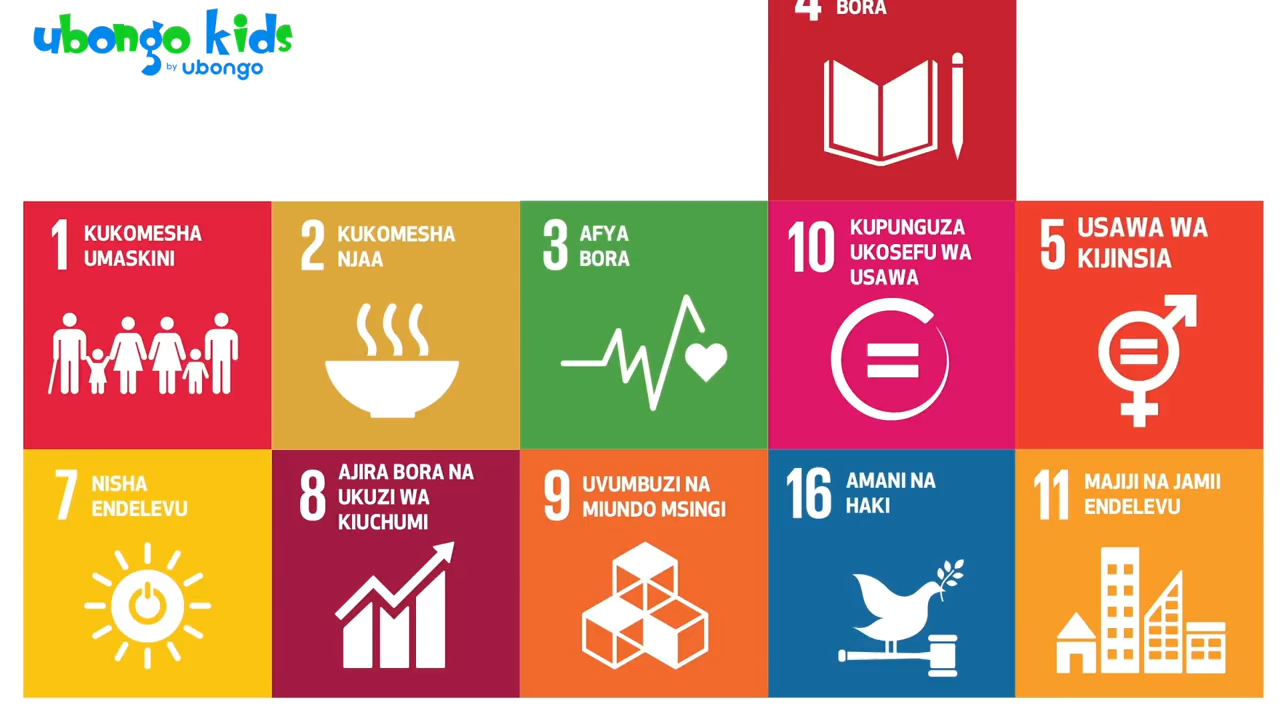 ubongo kids
by ubongo
4
BORA
1
KUKOMESHA
UMASKINI
2
KUKOMESHA
NJAA
3
AFYA
BORA
10
KUPUNGUZA
UKOSEFU WA
USAWA
5
USAWA WA
KIJINSIA
7
NISHA
ENDELEVU
8
AJIRA BORA NA
UKUZI WA
KIUCHUMI
9
UVUMBUZI NA
MIUNDO MSINGI
16
AMANI NA
HAKI
11
MAJIJI NA JAMII
ENDELEVU